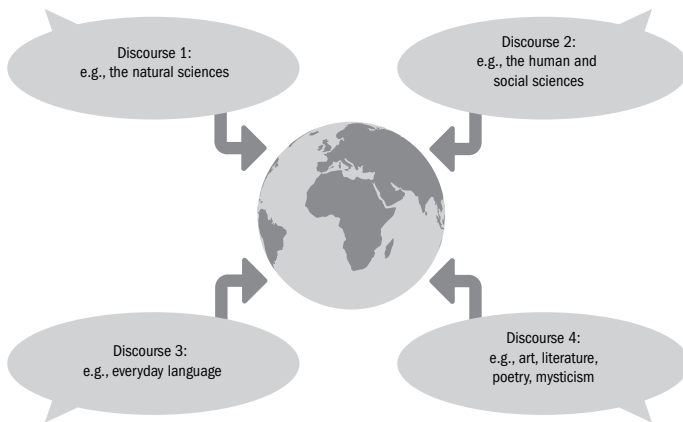 Discourse 1:
e.g., the natural sciences
Discourse 2:
e.g., the human and
social sciences
Discourse 3:
e.g., everyday language
Discourse 4:
e.g., art, literature,
poetry, mysticism